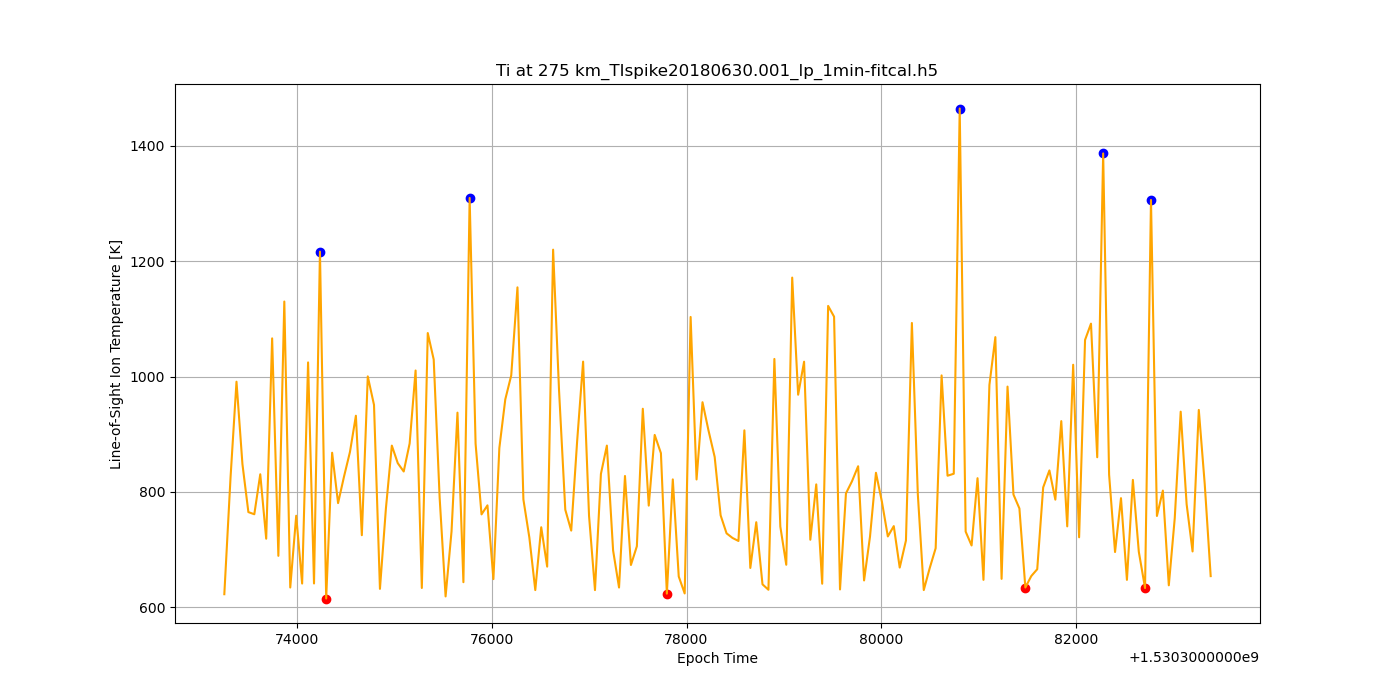 Ti at 275 km_TIspike20180630.001_lp_1min-fitcal.h5
Line-of-Sight Ion Temperature [K]
1400
1200
1000
800
600
74000 76000 78000 80000 82000
Epoch Time
+1.5303000000e9